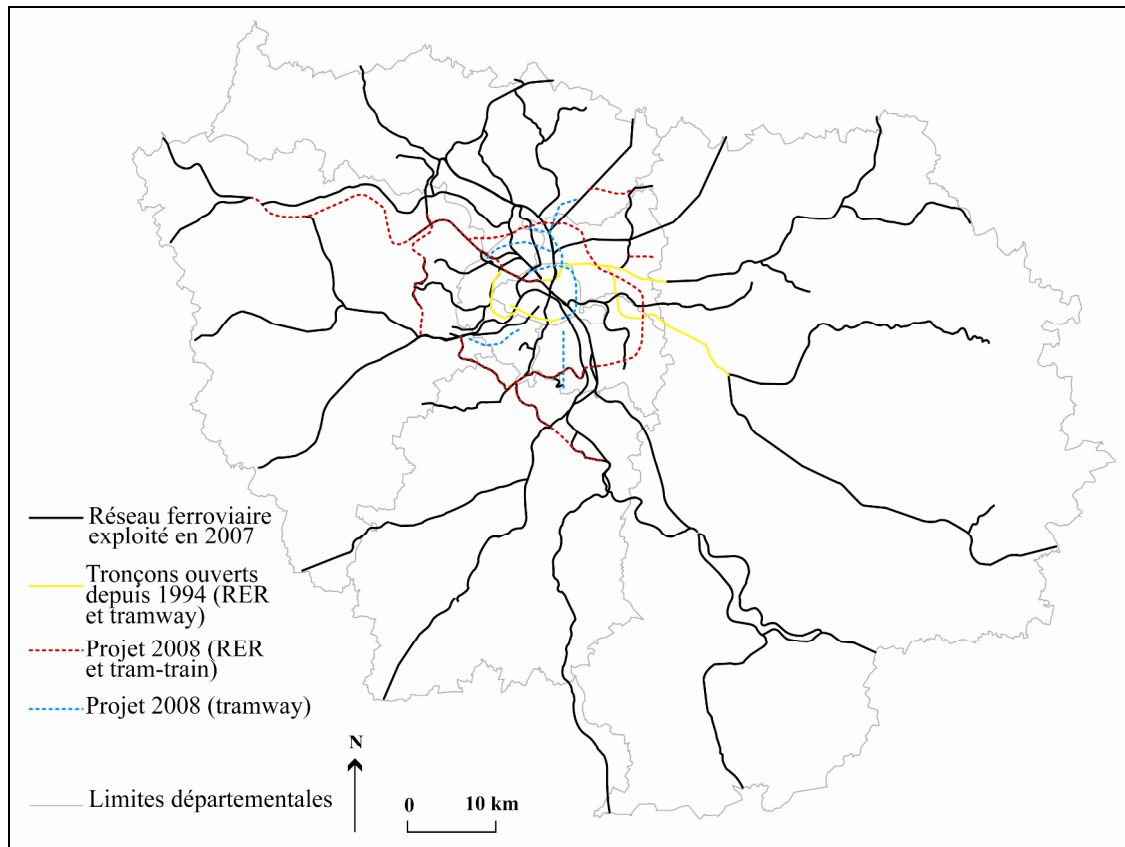 Réseau ferroviaire
exploité en 2007
Tronçons ouverts
depuis 1994 (RER
et tramway)
Projet 2008 (RER
et tram-train)
Projet 2008 (tramway)
Limites départementales
N
0 10 km